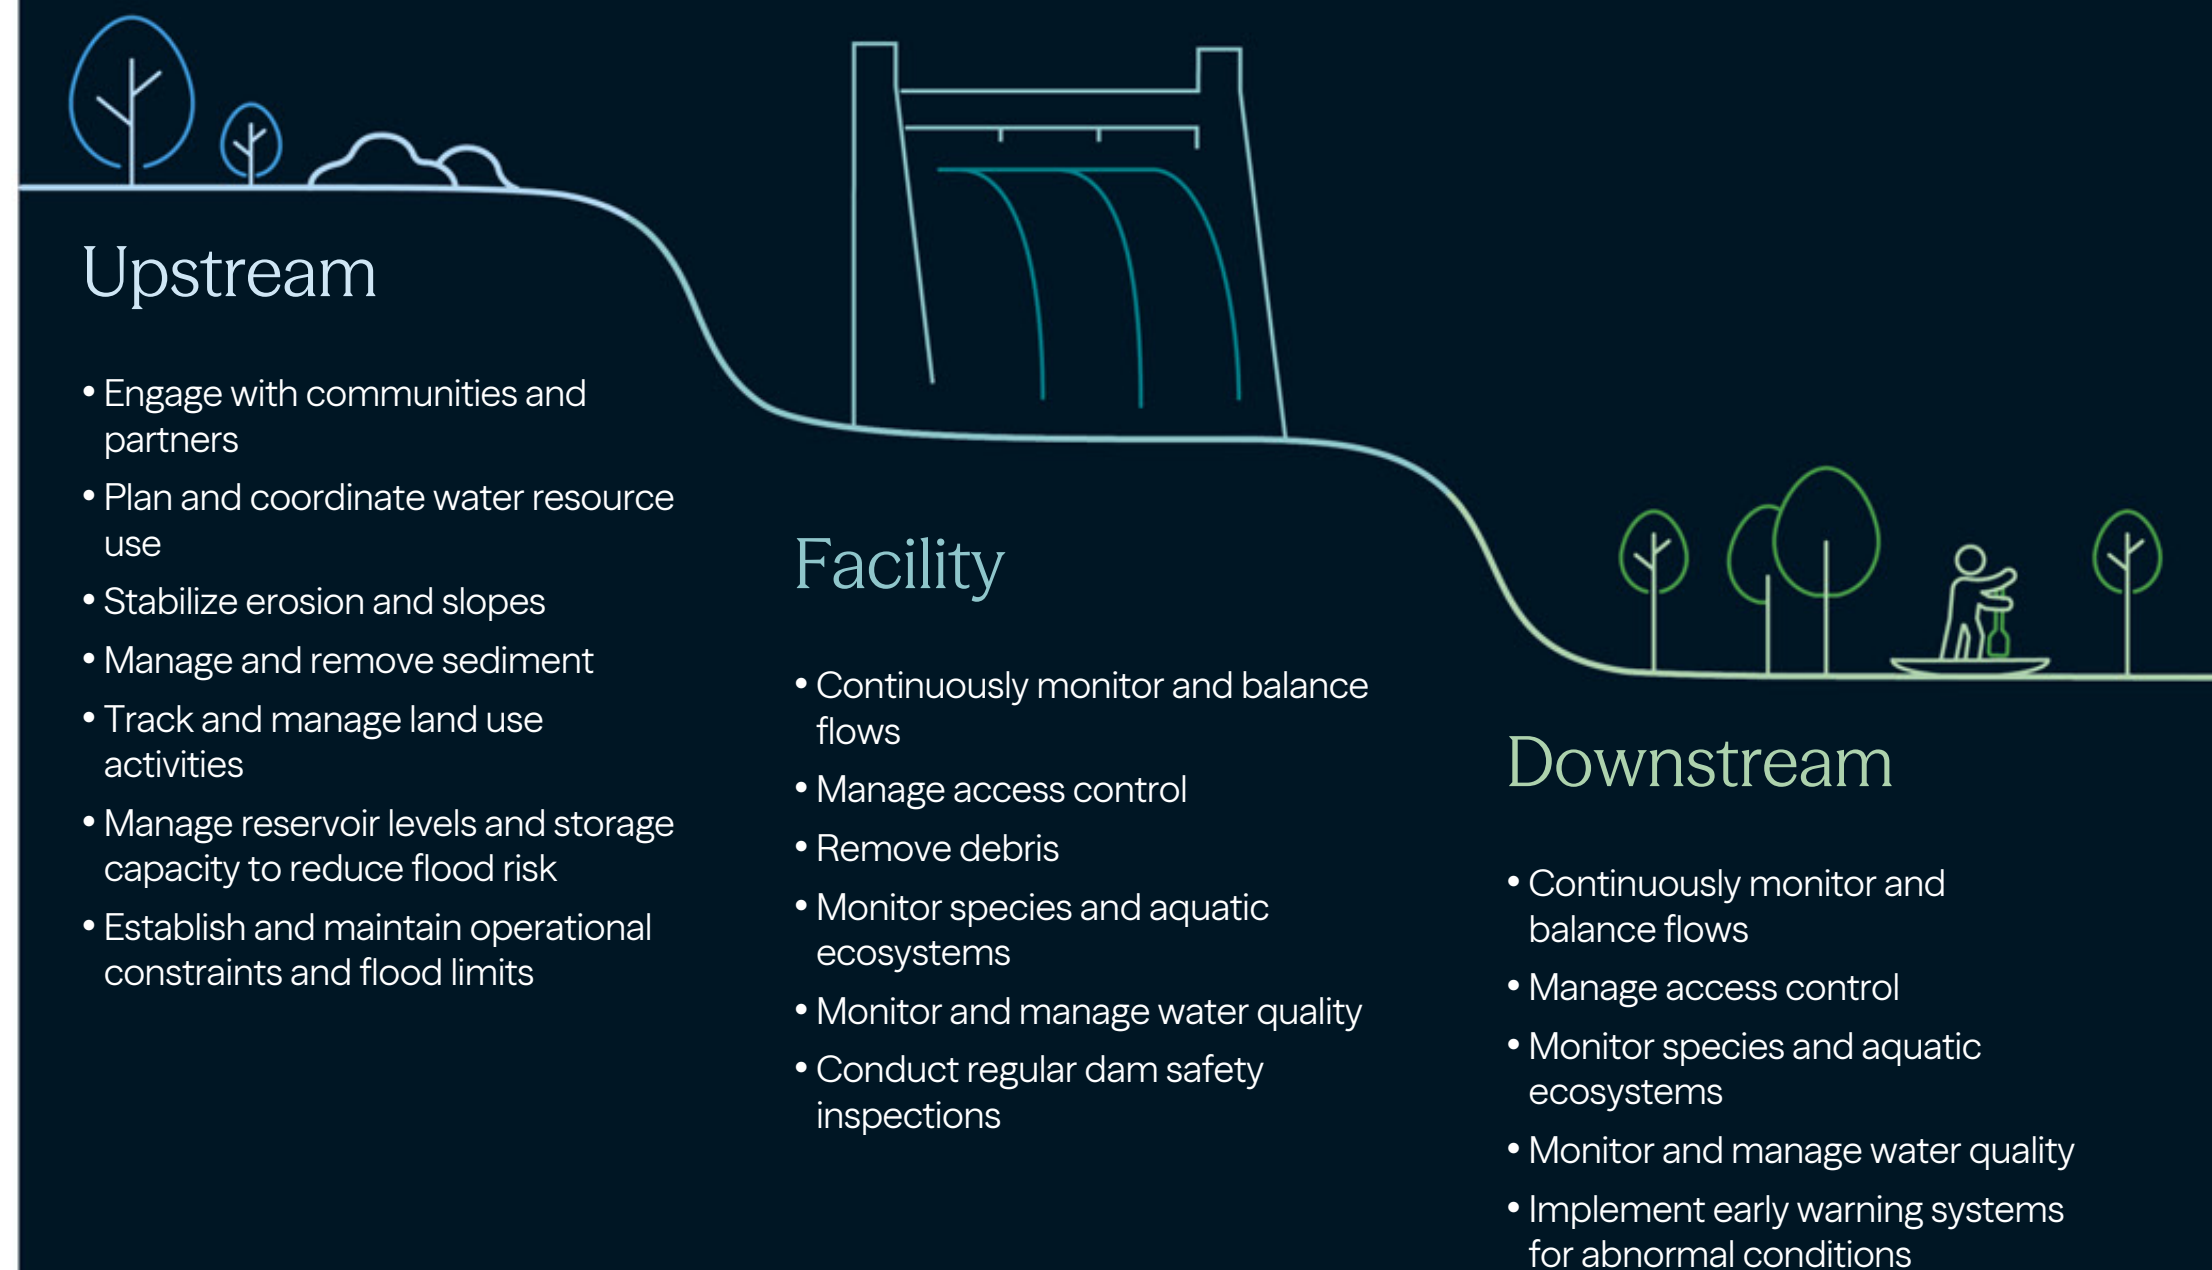 Upstream
• Engage with communities and
partners
• Plan and coordinate water resource
use
• Stabilize erosion and slopes
• Manage and remove sediment
• Track and manage land use
activities
• Manage reservoir levels and storage
capacity to reduce flood risk
• Establish and maintain operational
constraints and flood limits
Facility
• Continuously monitor and balance
flows
• Manage access control
• Remove debris
• Monitor species and aquatic
ecosystems
• Monitor and manage water quality
• Conduct regular dam safety
inspections
Downstream
• Continuously monitor and
balance flows
• Manage access control
• Monitor species and aquatic
ecosystems
• Monitor and manage water quality
• Implement early warning systems
for abnormal conditions